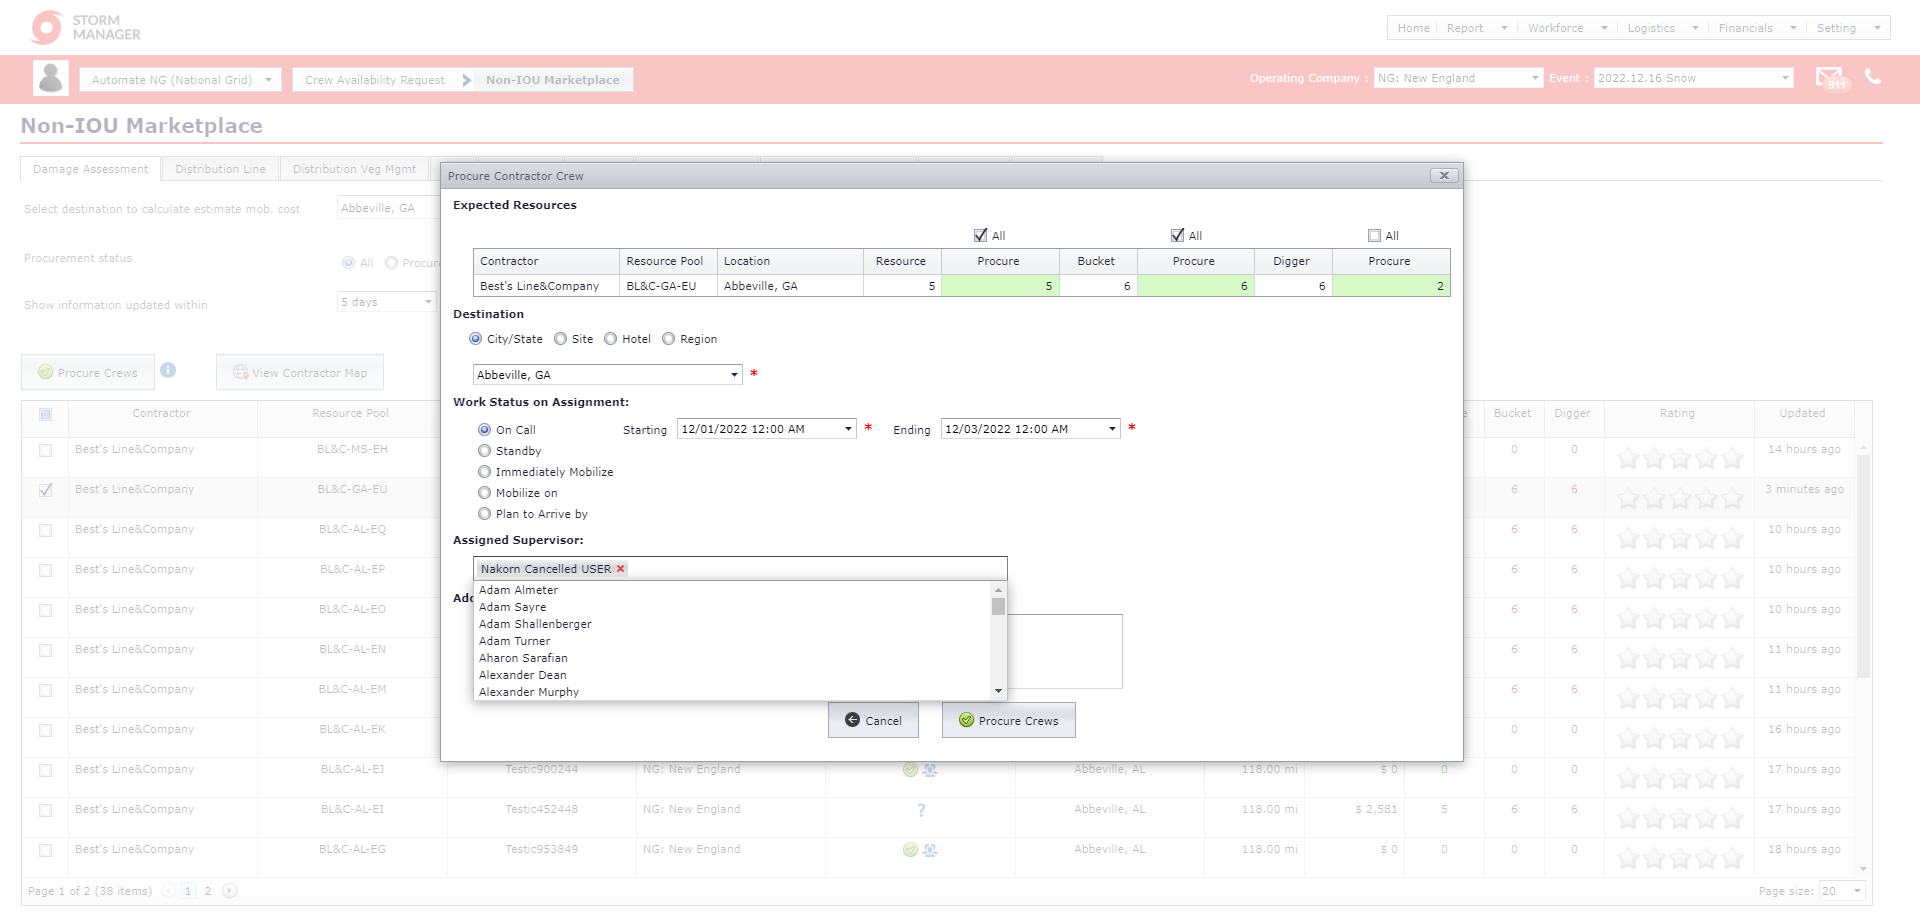 STORM
MANAGER
Home Report Workforce Logistics Financials Setting
Automate NG (National Grid) Crew Availability Request Non-IOU Marketplace Operating Company : NG: New England Event : 2022.12.16 Snow 911
Non-IOU Marketplace
Damage Assessment Distribution Line Distribution Veg Mgmt
Select destination to calculate estimate mob. cost Abbeville, GA
Procurement status All Procure
Show information updated within 5 days
Procure Crews View Contractor Map
Procure Contractor Crew
Expected Resources
All All All
Contractor Resource Pool Location Resource Procure Bucket Procure Digger Procure
Best's Line&Company BL&C-GA-EU Abbeville, GA 5 5 6 6 6 2
Destination
City/State Site Hotel Region
Abbeville, GA *
Work Status on Assignment:
On Call Starting 12/01/2022 12:00 AM * Ending 12/03/2022 12:00 AM *
Standby
Immediately Mobilize
Mobilize on
Plan to Arrive by
Assigned Supervisor:
Nakorn Cancelled USER
Adam Almeter
Adam Sayre
Adam Shallenberger
Adam Turner
Aharon Sarafian
Alexander Dean
Alexander Murphy
Cancel Procure Crews
Contractor Resource Pool Bucket Digger Rating Updated
Best's Line&Company BL&C-MS-EH 0 0 14 hours ago
Best's Line&Company BL&C-GA-EU 6 6 3 minutes ago
Best's Line&Company BL&C-AL-EQ 6 6 10 hours ago
Best's Line&Company BL&C-AL-EP 6 6 10 hours ago
Best's Line&Company BL&C-AL-EO 6 6 10 hours ago
Best's Line&Company BL&C-AL-EN 6 6 11 hours ago
Best's Line&Company BL&C-AL-EM 6 6 11 hours ago
Best's Line&Company BL&C-AL-EK 0 0 16 hours ago
Best's Line&Company BL&C-AL-EJ Testic900244 NG: New England Abbeville, AL 118.00 mi $ 0 0 0 0 17 hours ago
Best's Line&Company BL&C-AL-EI Testic452448 NG: New England ? Abbeville, AL 118.00 mi $ 2,581 5 6 6 17 hours ago
Best's Line&Company BL&C-AL-EG Testic953849 NG: New England Abbeville, AL 118.00 mi $ 0 0 0 0 18 hours ago
Page 1 of 2 (38 items) 1 2 Page size: 20